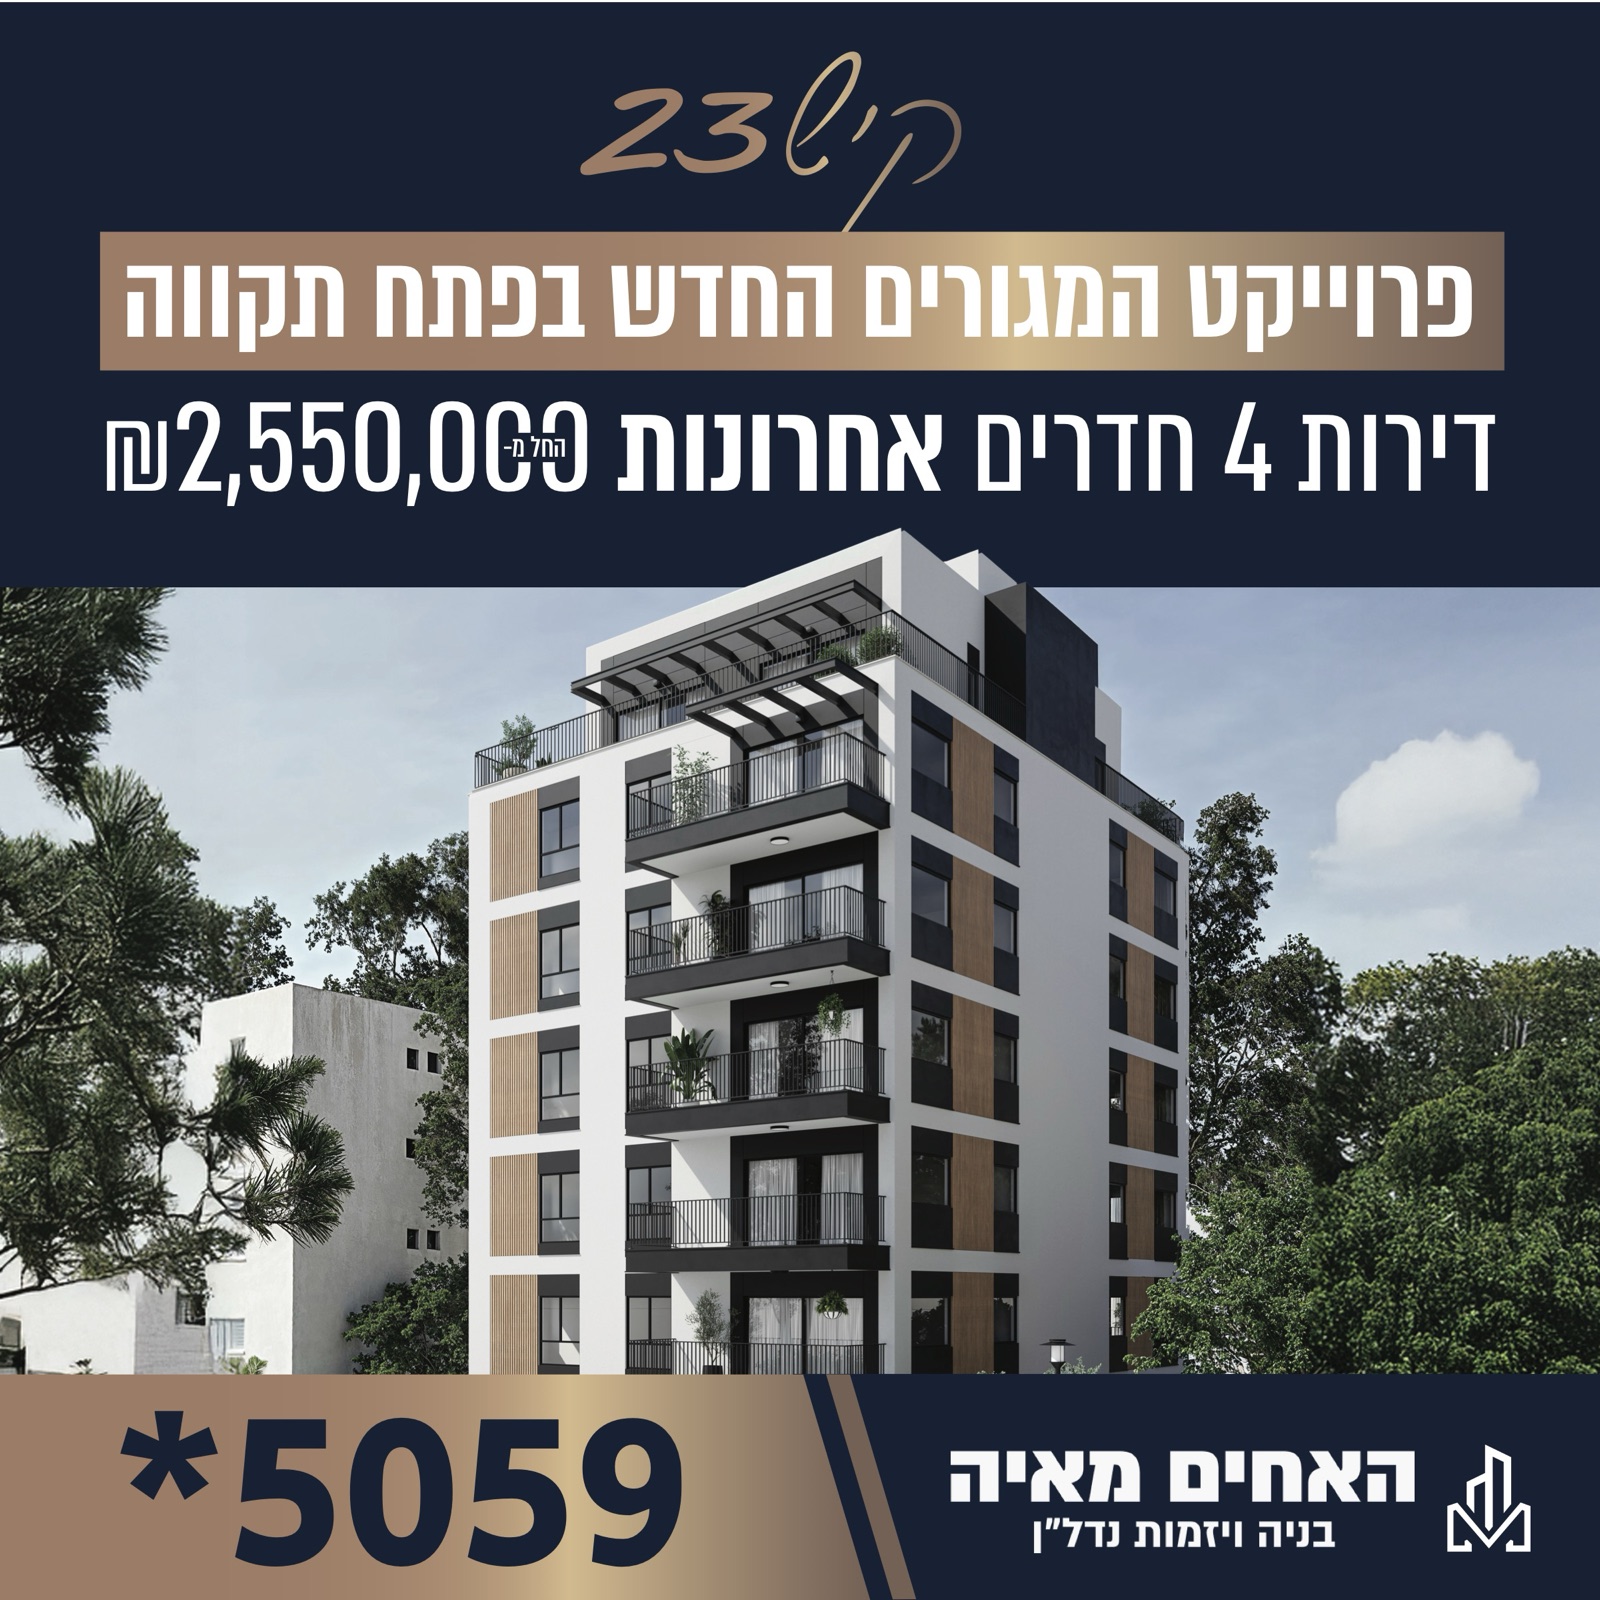 קיש 23
פרוייקט המגורים החדש בפתח תקווה
דירות 4 חדרים אחרונות החל מ- 2,550,000₪
*5059
האחים מאיה
בניה ויזמות נדל"ן